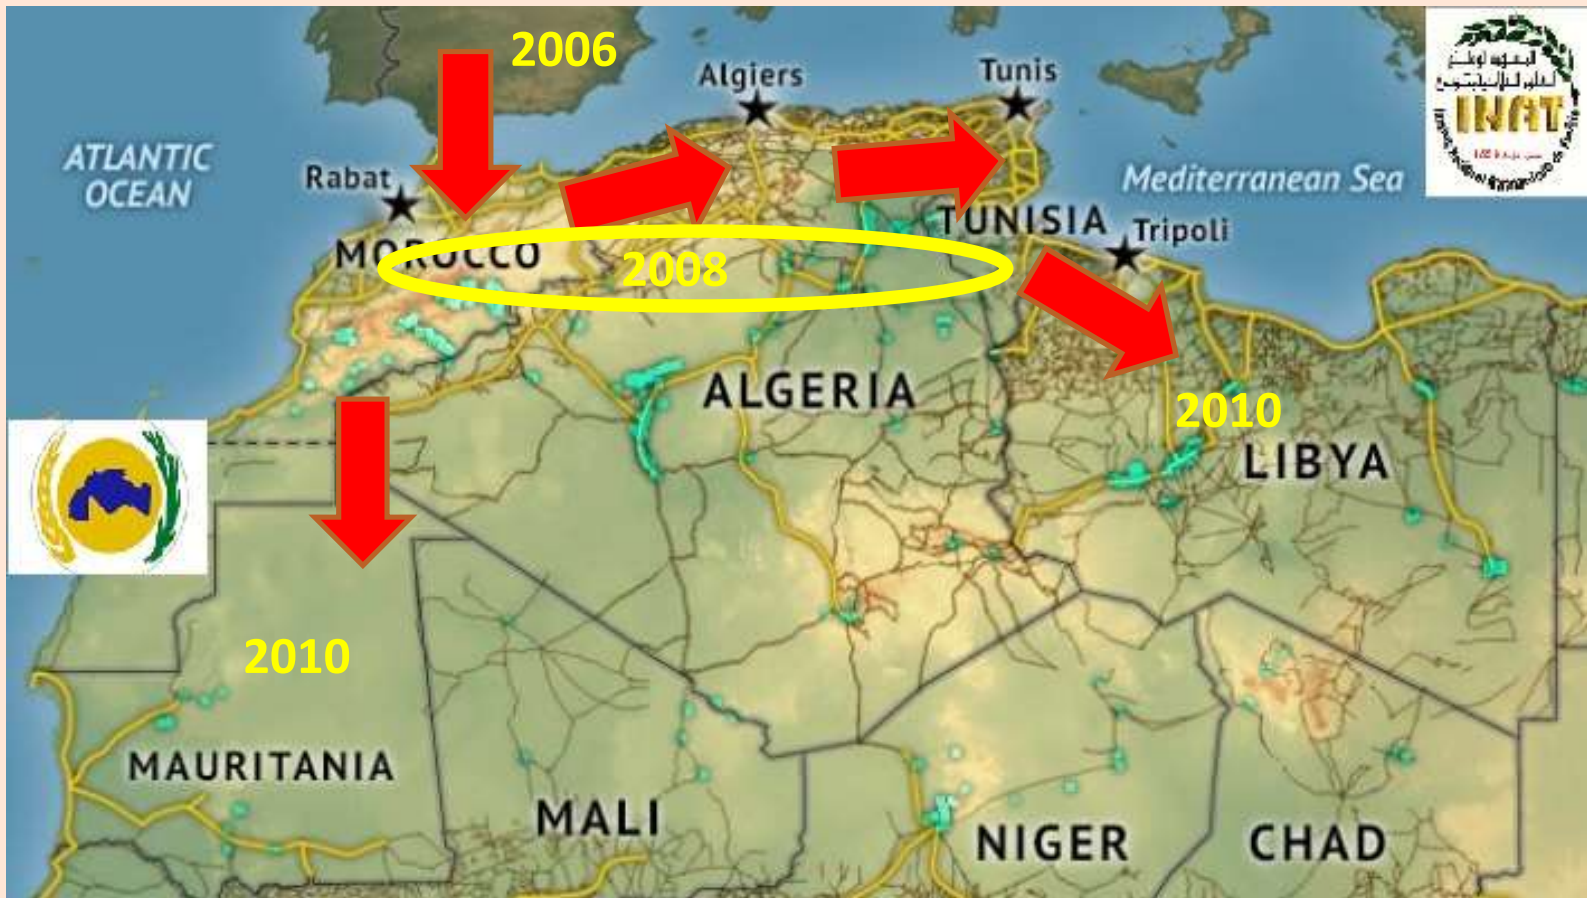 2006
Algiers
Tunis
INAT
ATLANTIC
OCEAN
Rabat
Mediterranean Sea
TUNISIA
Tripoli
MOROCCO
2008
ALGERIA
2010
LIBYA
2010
MAURITANIA
MALI
NIGER
CHAD